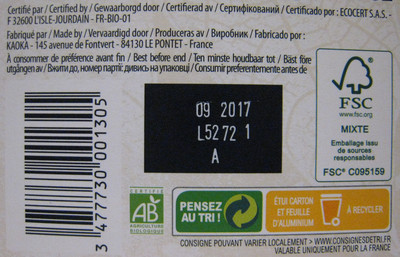 Certifié par / Certified by / Gewaarborgd door / Certificerad av / Сертифікований / Certificado por : ECOCERT S.A.S. -
F 32600 L'ISLE-JOURDAIN - FR-BIO-01
Fabriqué par / Made by / Vervaardigd door / Produceras av / Виробник / Fabricado por :
KAOKA - 145 avenue de Fontvert - 84130 LE PONTET - France
À consommer de préférence avant fin / Best before end / Ten minste houdbaar tot / Bäst före
utgången av / Вжити до, номер партії: дивись на упаковці / Consumir preferentemente antes de
3 477730 001305
09 2017
L5272 1
A
FSC
www.fsc.org
MIXTE
Emballage issu
de sources
responsables
FSC® C095159
CERTIFIÉ
AB
AGRICULTURE
BIOLOGIQUE
PENSEZ
AU TRI !
ÉTUI CARTON
ET FEUILLE
D'ALUMINIUM
À RECYCLER
CONSIGNE POUVANT VARIER LOCALEMENT > WWW.CONSIGNESDETRI.FR
VALABLE UNIQUEMENT POUR LA FRANCE